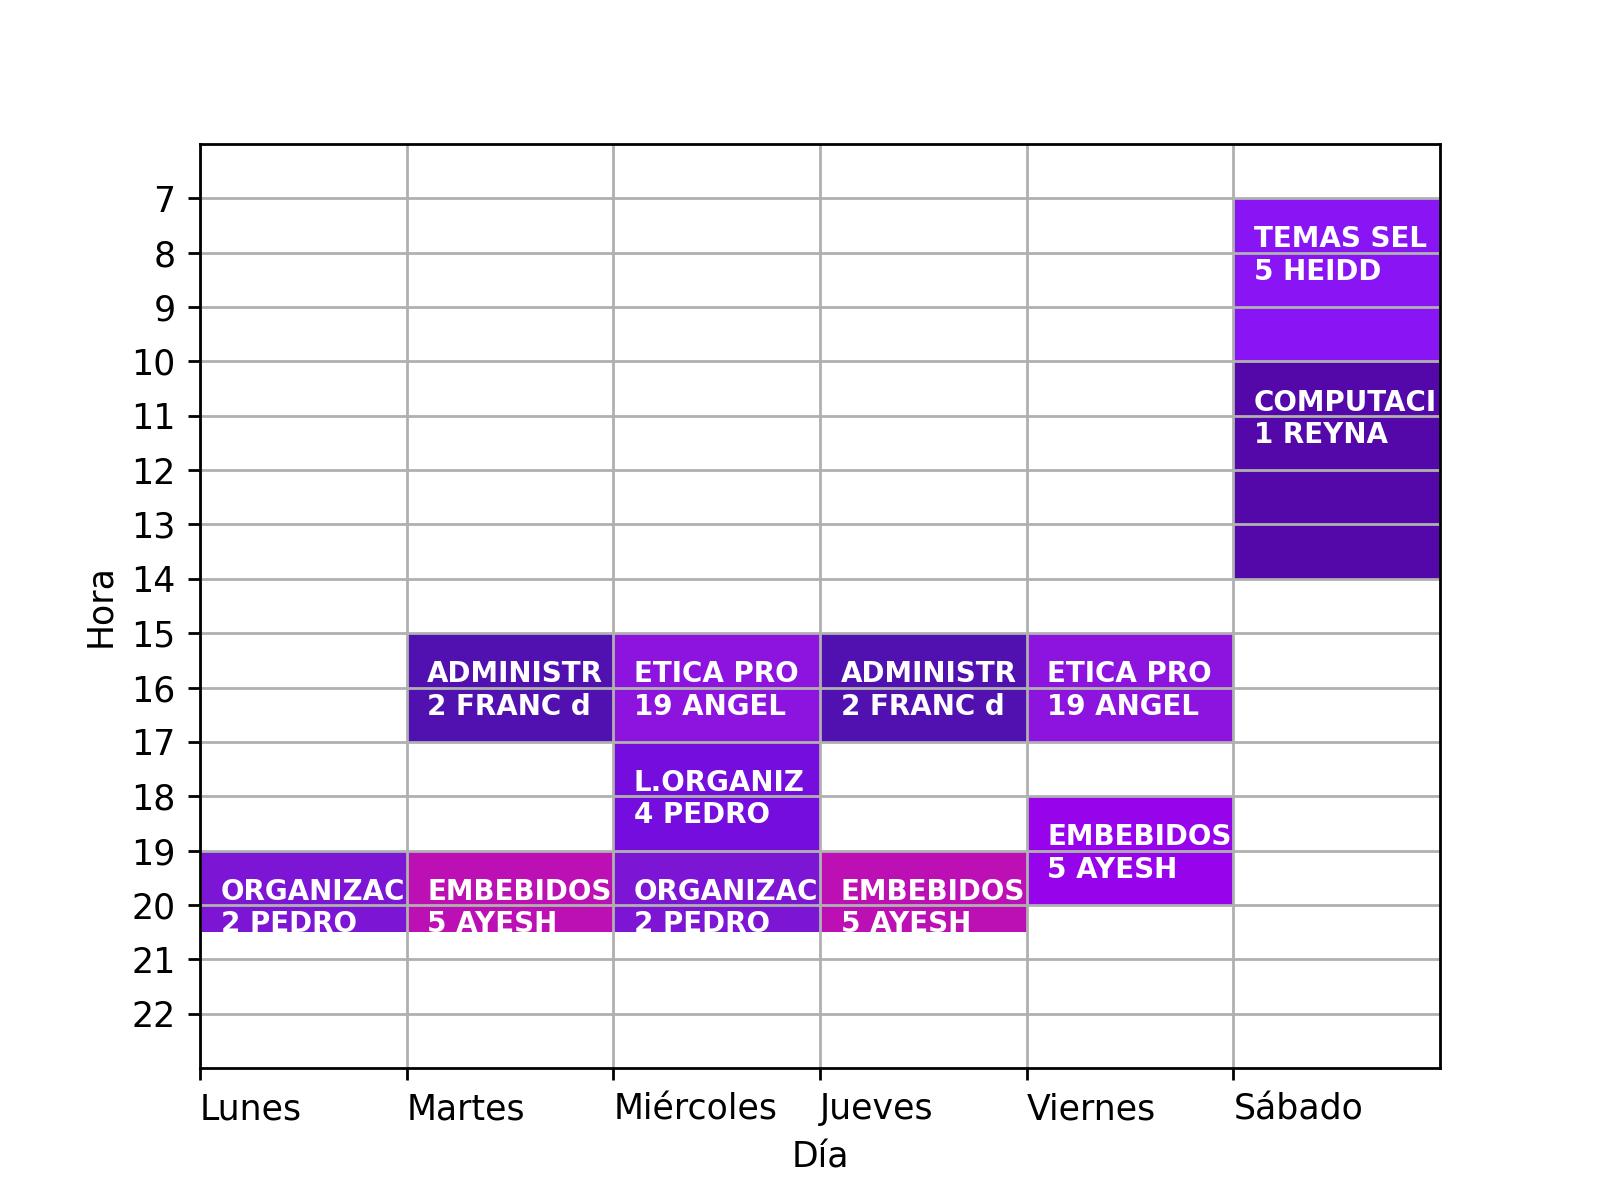 7
TEMAS SEL
8
5 HEIDD
9
10
COMPUTACI
11
1 REYNA
12
13
14
Hora
15
ADMINISTR ETICA PRO ADMINISTR ETICA PRO
16
2 FRANC d 19 ANGEL 2 FRANC d 19 ANGEL
17
L.ORGANIZ
18
4 PEDRO
EMBEBIDOS
19
5 AYESH
ORGANIZAC EMBEBIDOS ORGANIZAC EMBEBIDOS
20
2 PEDRO 5 AYESH 2 PEDRO 5 AYESH
21
22
Lunes Martes Miércoles Jueves Viernes Sábado
Día